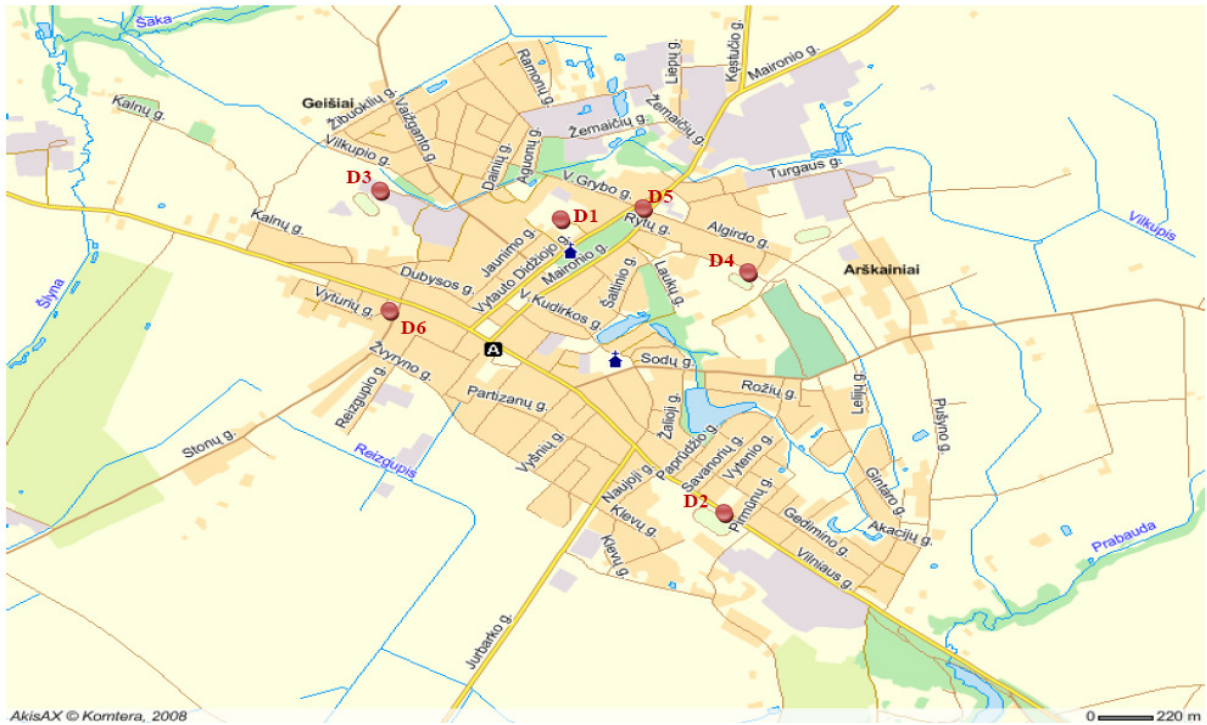 Šaka
Ramonų g.
Liepų g.
Kęstučio g.
Maironio g.
Kalnų g.
Geišiai
Žibuoklių g.
Vaižganto g.
Žemaičių g.
Žemaičių g.
Vilkupio g.
Dainių g.
Aguonų g.
V. Grybo g.
Turgaus g.
D3
D5
D1
Rytų g.
Algirdo g.
Vilkupis
Kalnų g.
Jaunimo g.
Vytauto Didžiojo g.
Maironio g.
Dubysos g.
Šaltinio g.
Laukų g.
D4
Arškainiai
Šlyna
Vyturių g.
D6
V. Kudirkos g.
A
Žvyryno g.
Sodų g.
Rožių g.
Lelijų g.
Reizgupio g.
Partizanų g.
Žalioji g.
Pušyno g.
Stonų g.
Vyšnių g.
Paprūdžio g.
Savanorių g.
Vytenio g.
Reizgupis
Naujoji g.
D2
Pirmūnų g.
Gintaro g.
Klevų g.
Gedimino g.
Akacijų g.
Klevų g.
Vilniaus g.
Prabauda
Jurbarko g.
AkisAX © Komtera, 2008
0 220 m